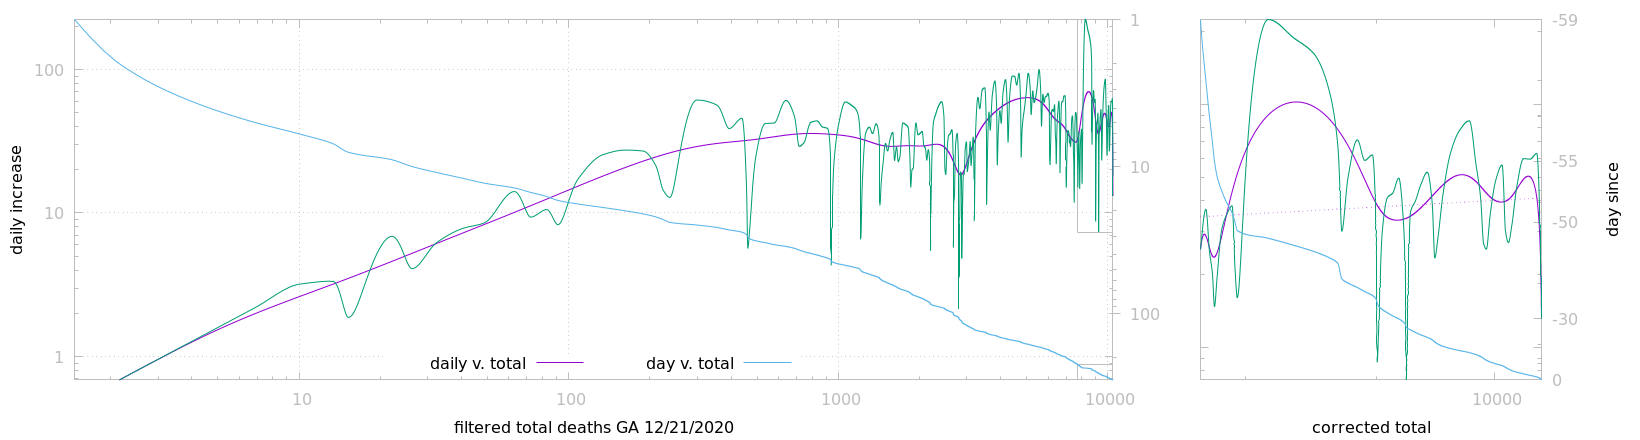 daily increase
100
10
1
10
100
1000
10000
filtered total deaths GA 12/21/2020
daily v. total
day v. total
1
10
100
10000
corrected total
-59
-55
-50
-30
0
day since